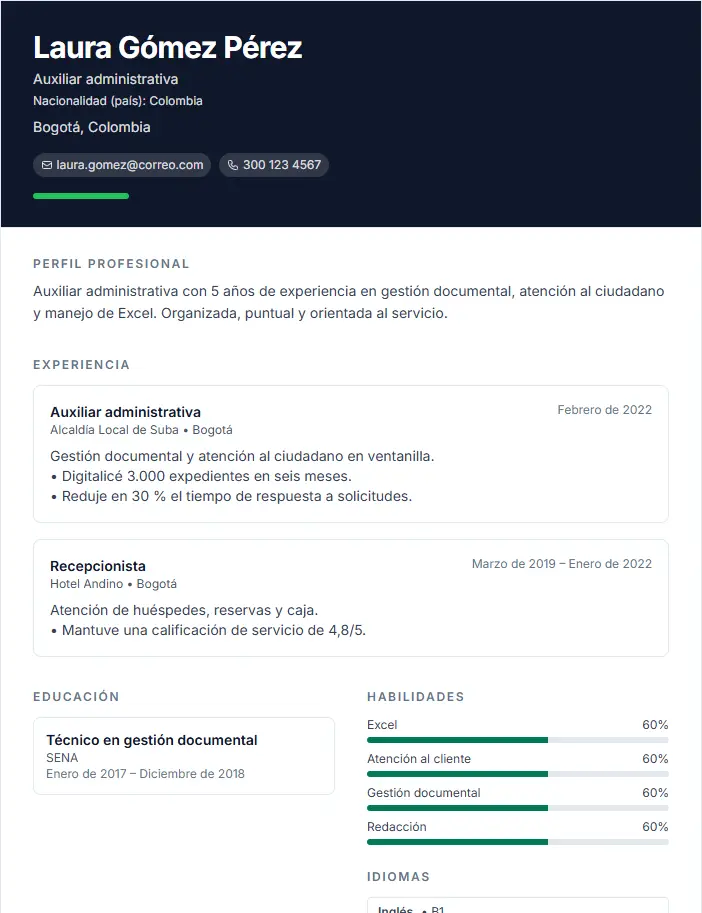 Laura Gómez Pérez
Auxiliar administrativa
Nacionalidad (país): Colombia
Bogotá, Colombia
laura.gomez@correo.com 300 123 4567
PERFIL PROFESIONAL
Auxiliar administrativa con 5 años de experiencia en gestión documental, atención al ciudadano
y manejo de Excel. Organizada, puntual y orientada al servicio.
EXPERIENCIA
Auxiliar administrativa Febrero de 2022
Alcaldía Local de Suba • Bogotá
Gestión documental y atención al ciudadano en ventanilla.
• Digitalicé 3.000 expedientes en seis meses.
• Reduje en 30 % el tiempo de respuesta a solicitudes.
Recepcionista Marzo de 2019 – Enero de 2022
Hotel Andino • Bogotá
Atención de huéspedes, reservas y caja.
• Mantuve una calificación de servicio de 4,8/5.
EDUCACIÓN
Técnico en gestión documental
SENA
Enero de 2017 – Diciembre de 2018
HABILIDADES
Excel 60%
Atención al cliente 60%
Gestión documental 60%
Redacción 60%
IDIOMAS
Inglés • B1